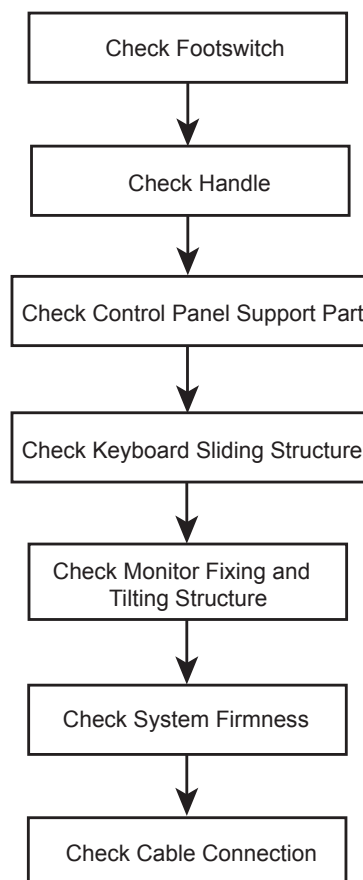 Check Footswitch
Check Handle
Check Control Panel Support Part
Check Keyboard Sliding Structure
Check Monitor Fixing and
Tilting Structure
Check System Firmness
Check Cable Connection